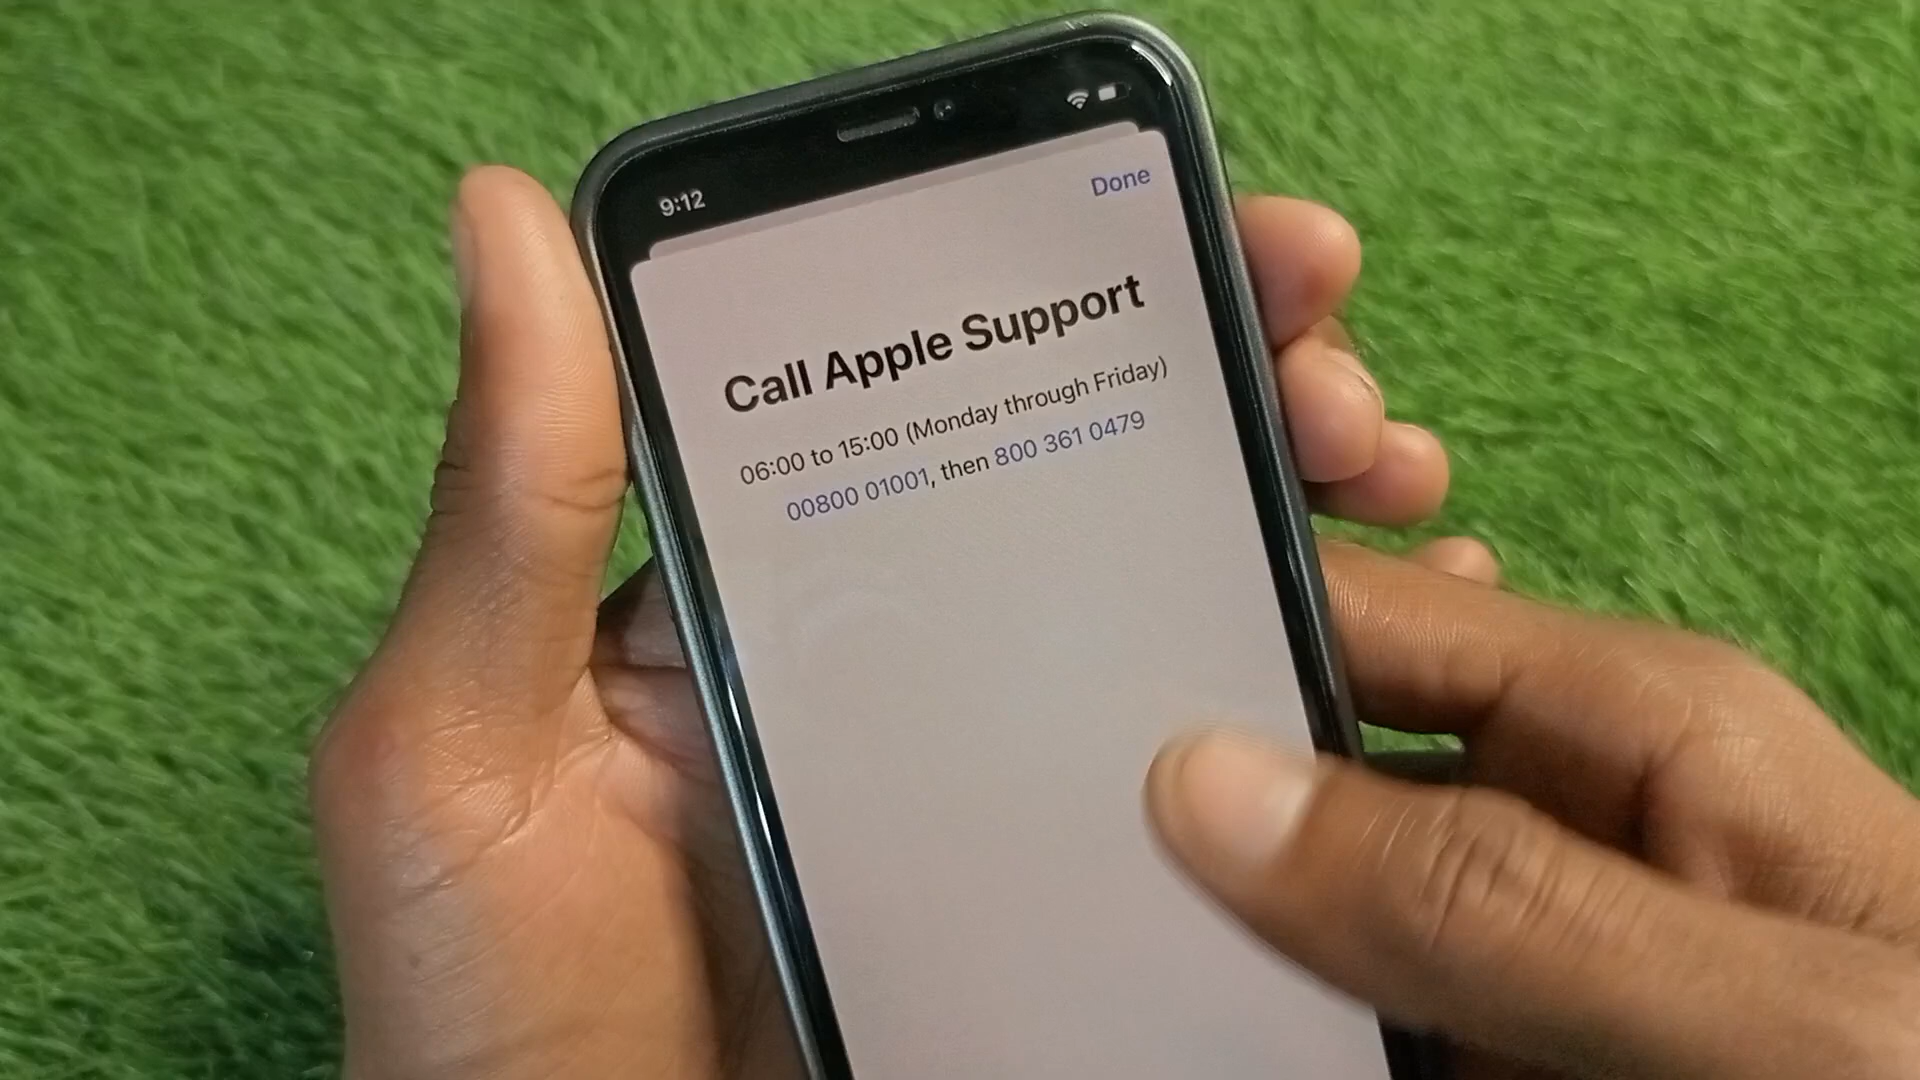 9:12
Done
Call Apple Support
06:00 to 15:00 (Monday through Friday)
00800 01001, then 800 361 0479